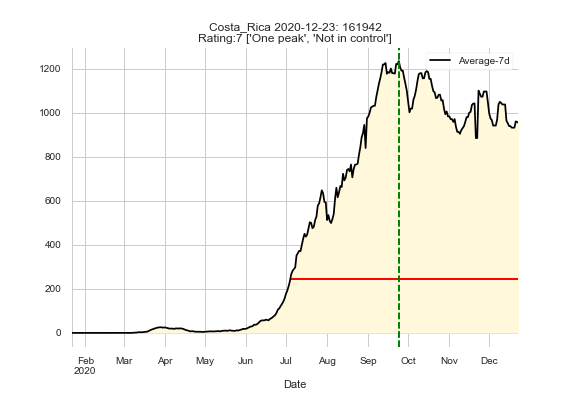 Costa_Rica 2020-12-23: 161942
Rating:7 ['One peak', 'Not in control']
Average-7d
1200
1000
800
600
400
200
0
Feb Mar Apr May Jun Jul Aug Sep Oct Nov Dec
2020
Date